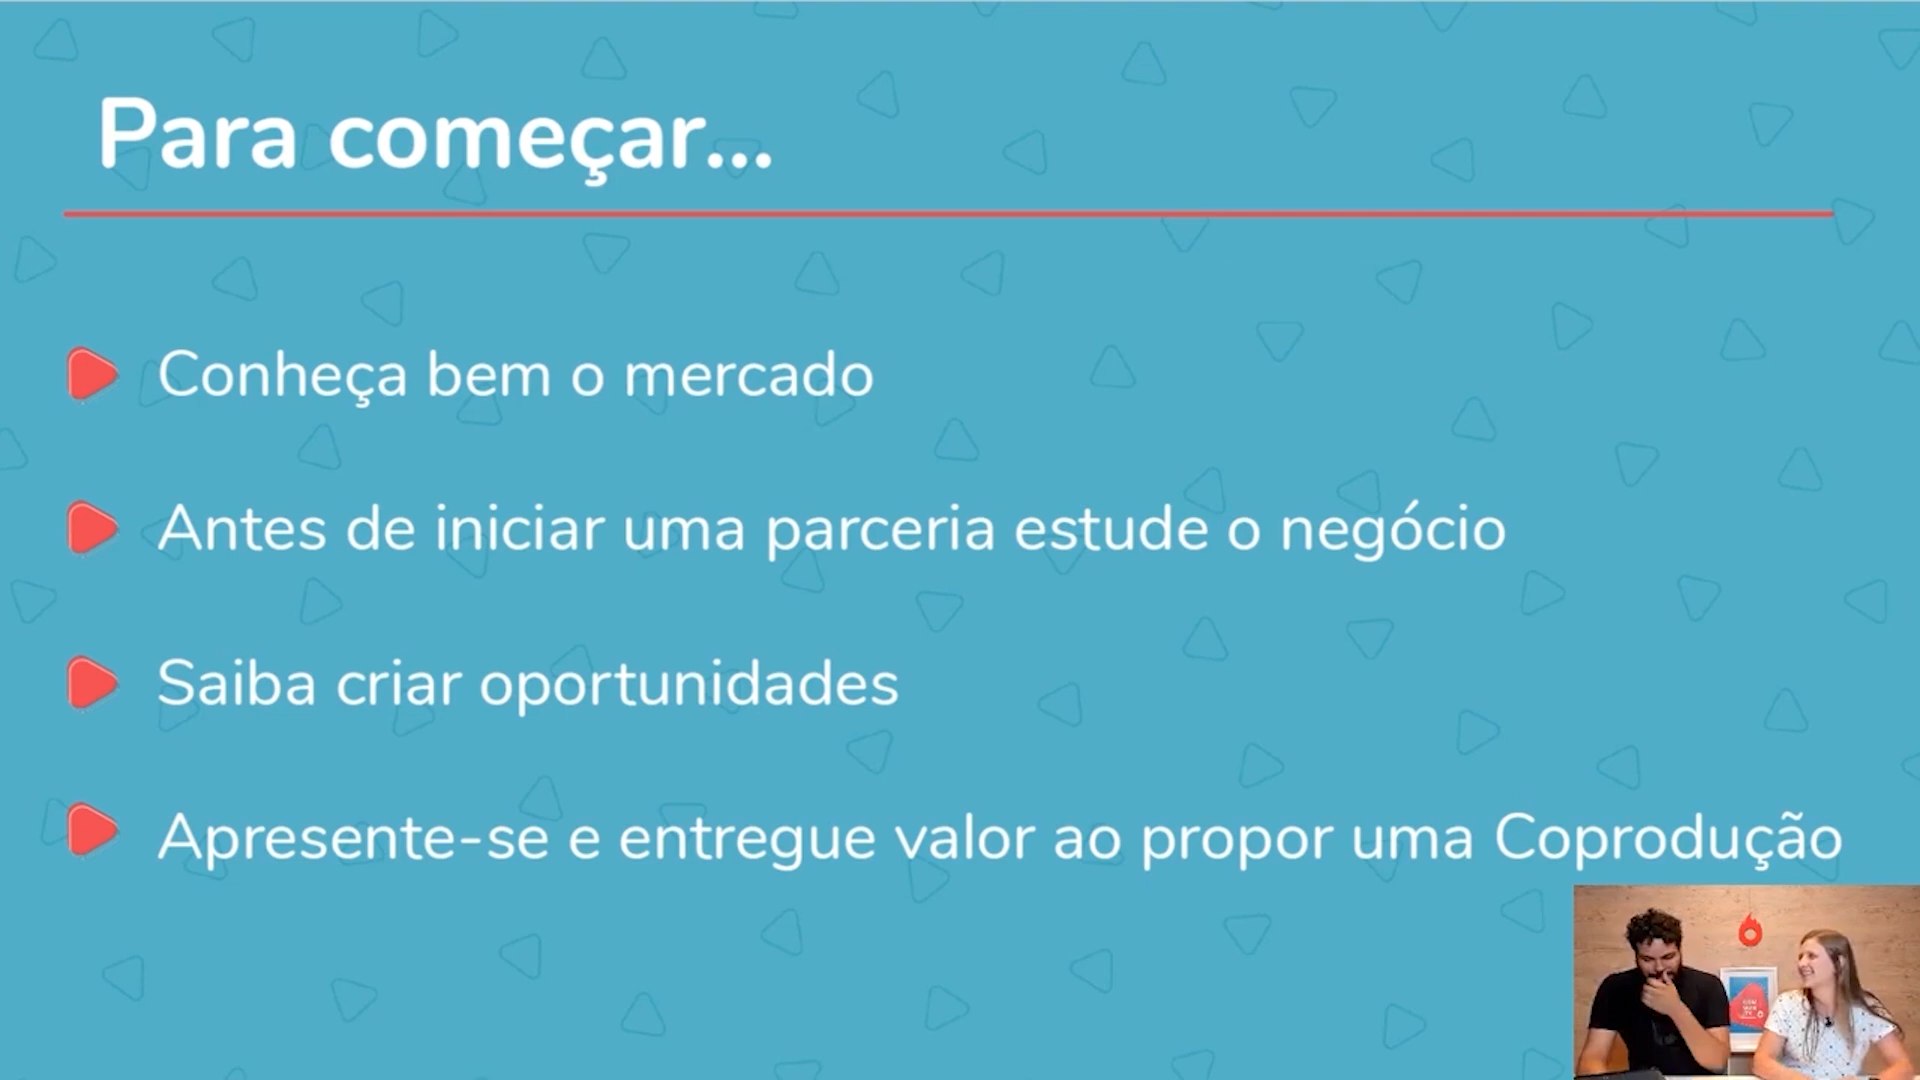 Para começar...
Conheça bem o mercado
Antes de iniciar uma parceria estude o negócio
Saiba criar oportunidades
Apresente-se e entregue valor ao propor uma Coprodução